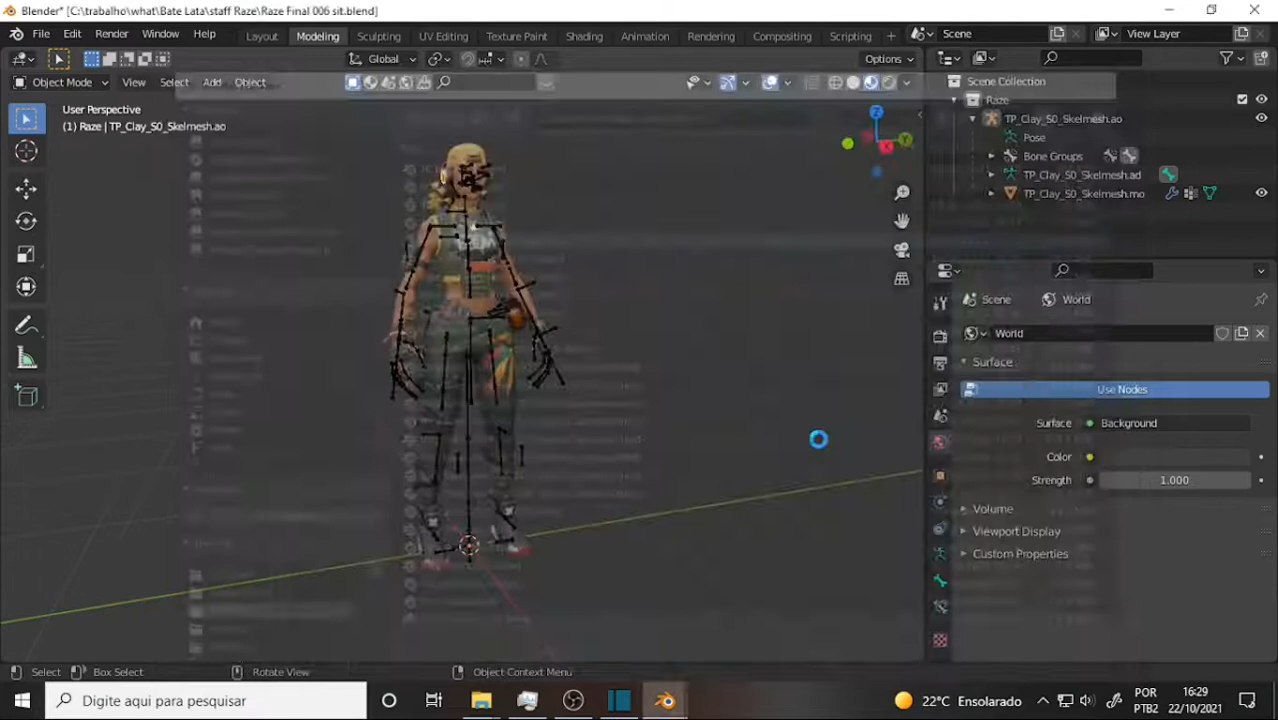 Blender* [C:\trabalho\what\Bate Lata\staff Raze\Raze Final 006 sit.blend]
File Edit Render Window Help Layout Modeling Sculpting UV Editing Texture Paint Shading Animation Rendering Compositing Scripting Scene View Layer
Global Options
Object Mode View Select Add Object
Scene Collection
User Perspective
(1) Raze | TP_Clay_S0_Skelmesh.ao
Raze
TP_Clay_S0_Skelmesh.ao
Pose
Bone Groups
TP_Clay_S0_Skelmesh.ad
TP_Clay_S0_Skelmesh.mo
Z
Y
X
Scene World
World
Surface
Use Nodes
Surface Background
Color
Strength 1.000
Volume
Viewport Display
Custom Properties
Select Box Select Rotate View Object Context Menu
Digite aqui para pesquisar
22°C Ensolarado
POR
PTB2
16:29
22/10/2021